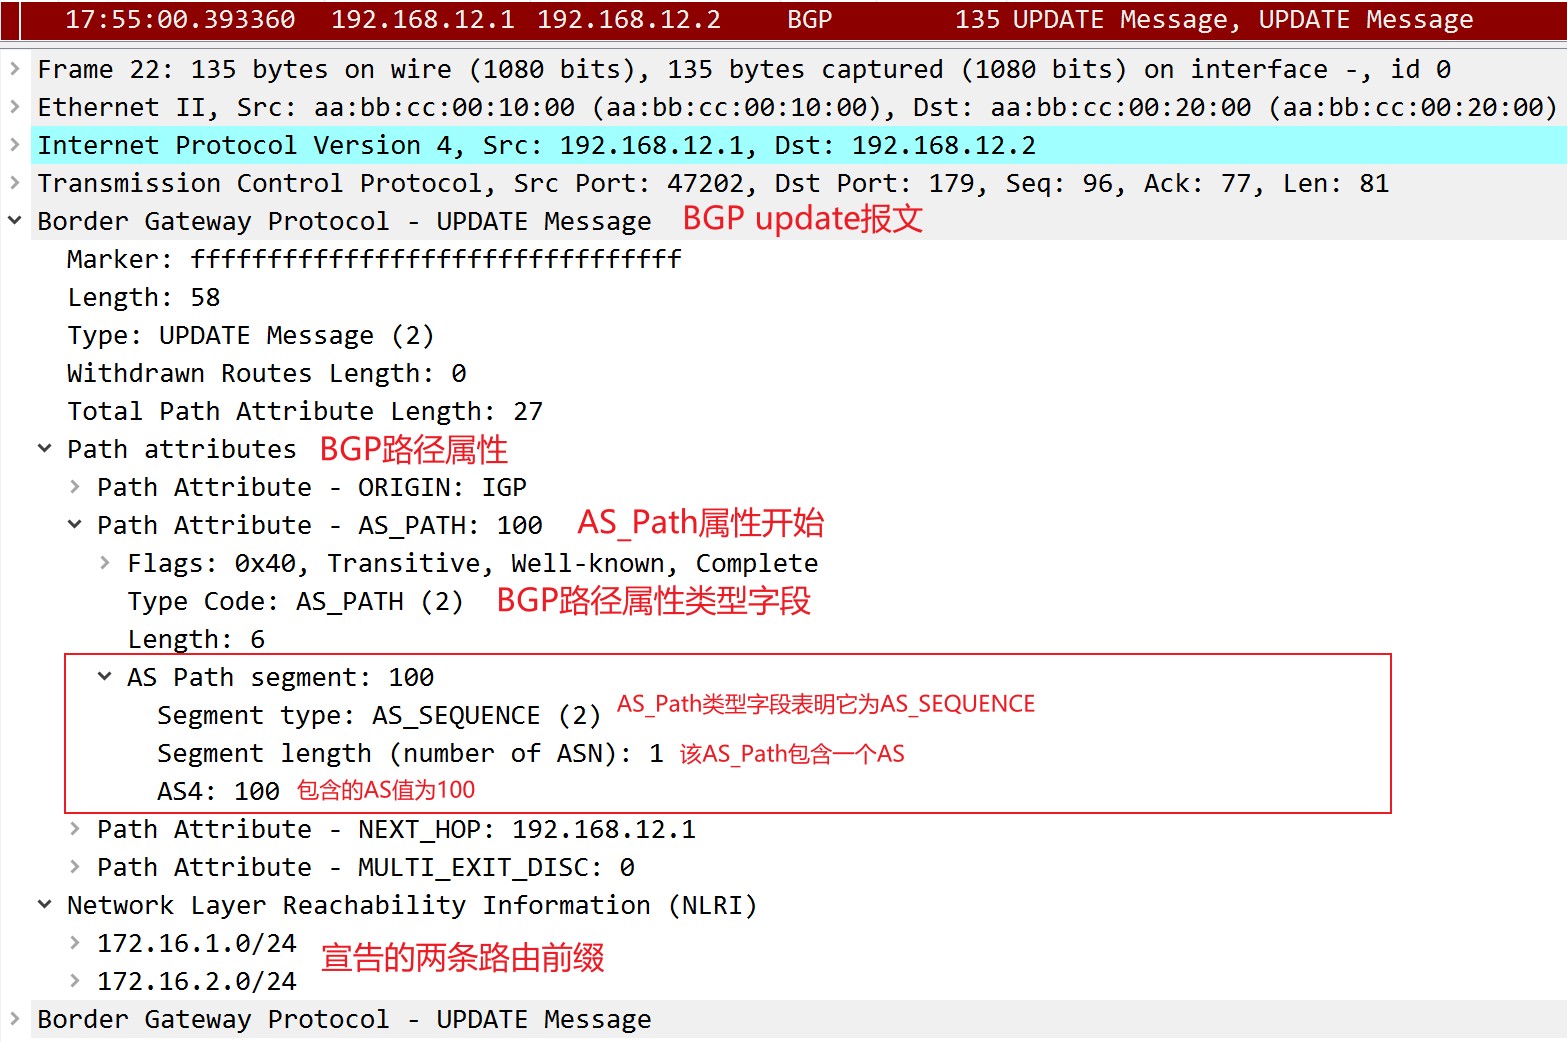 17:55:00.393360 192.168.12.1 192.168.12.2 BGP 135 UPDATE Message, UPDATE Message
Frame 22: 135 bytes on wire (1080 bits), 135 bytes captured (1080 bits) on interface -, id 0
Ethernet II, Src: aa:bb:cc:00:10:00 (aa:bb:cc:00:10:00), Dst: aa:bb:cc:00:20:00 (aa:bb:cc:00:20:00)
Internet Protocol Version 4, Src: 192.168.12.1, Dst: 192.168.12.2
Transmission Control Protocol, Src Port: 47202, Dst Port: 179, Seq: 96, Ack: 77, Len: 81
Border Gateway Protocol - UPDATE Message BGP update报文
Marker: ffffffffffffffffffffffffffffffff
Length: 58
Type: UPDATE Message (2)
Withdrawn Routes Length: 0
Total Path Attribute Length: 27
Path attributes BGP路径属性
Path Attribute - ORIGIN: IGP
Path Attribute - AS_PATH: 100 AS_Path属性开始
Flags: 0x40, Transitive, Well-known, Complete
Type Code: AS_PATH (2) BGP路径属性类型字段
Length: 6
AS Path segment: 100
Segment type: AS_SEQUENCE (2) AS_Path类型字段表明它为AS_SEQUENCE
Segment length (number of ASN): 1 该AS_Path包含一个AS
AS4: 100 包含的AS值为100
Path Attribute - NEXT_HOP: 192.168.12.1
Path Attribute - MULTI_EXIT_DISC: 0
Network Layer Reachability Information (NLRI)
172.16.1.0/24
宣告的两条路由前缀
172.16.2.0/24
Border Gateway Protocol - UPDATE Message